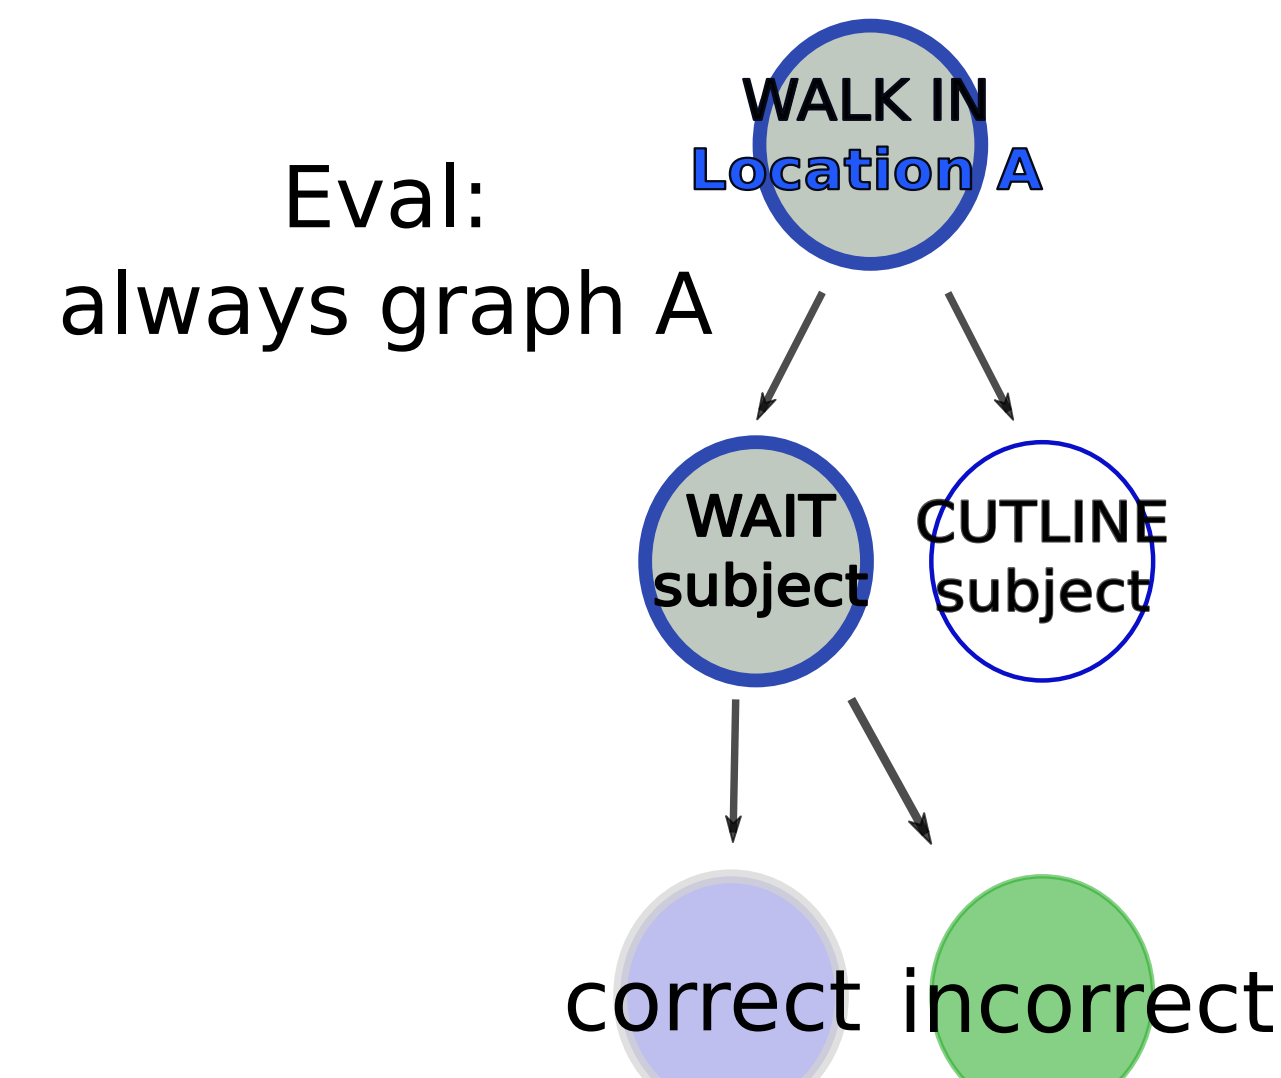 WALK IN
Location A
Eval:
always graph A
WAIT
subject
CUTLINE
subject
correct
incorrect